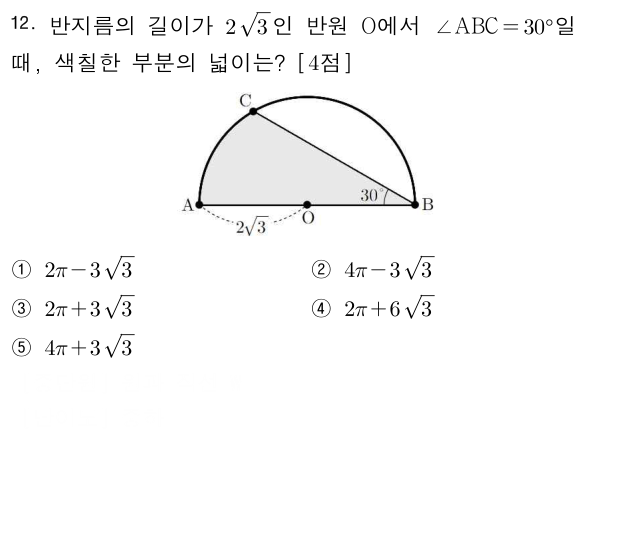 12. 반지름의 길이가 2√3인 반원 O에서 ∠ABC=30°일
때, 색칠한 부분의 넓이는? [4점]
C
A
30°
B
O
2√3
① 2π-3√3
② 4π-3√3
③ 2π+3√3
④ 2π+6√3
⑤ 4π+3√3